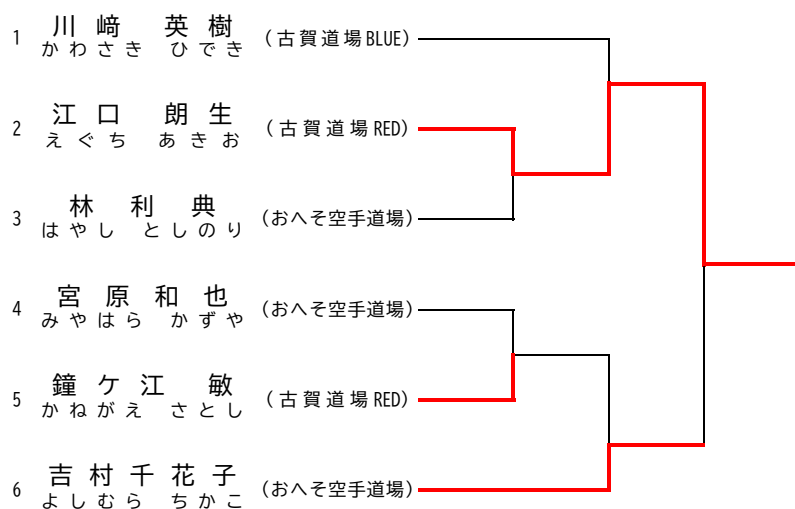 1 川﨑 英樹 (古賀道場BLUE)
かわさき ひでき
2 江口 朗生 (古賀道場RED)
えぐち あきお
3 林 利典 (おへそ空手道場)
はやし としのり
4 宮原和也 (おへそ空手道場)
みやはら かずや
5 鐘ケ江 敏 (古賀道場RED)
かねがえ さとし
6 吉村千花子 (おへそ空手道場)
よしむら ちかこ